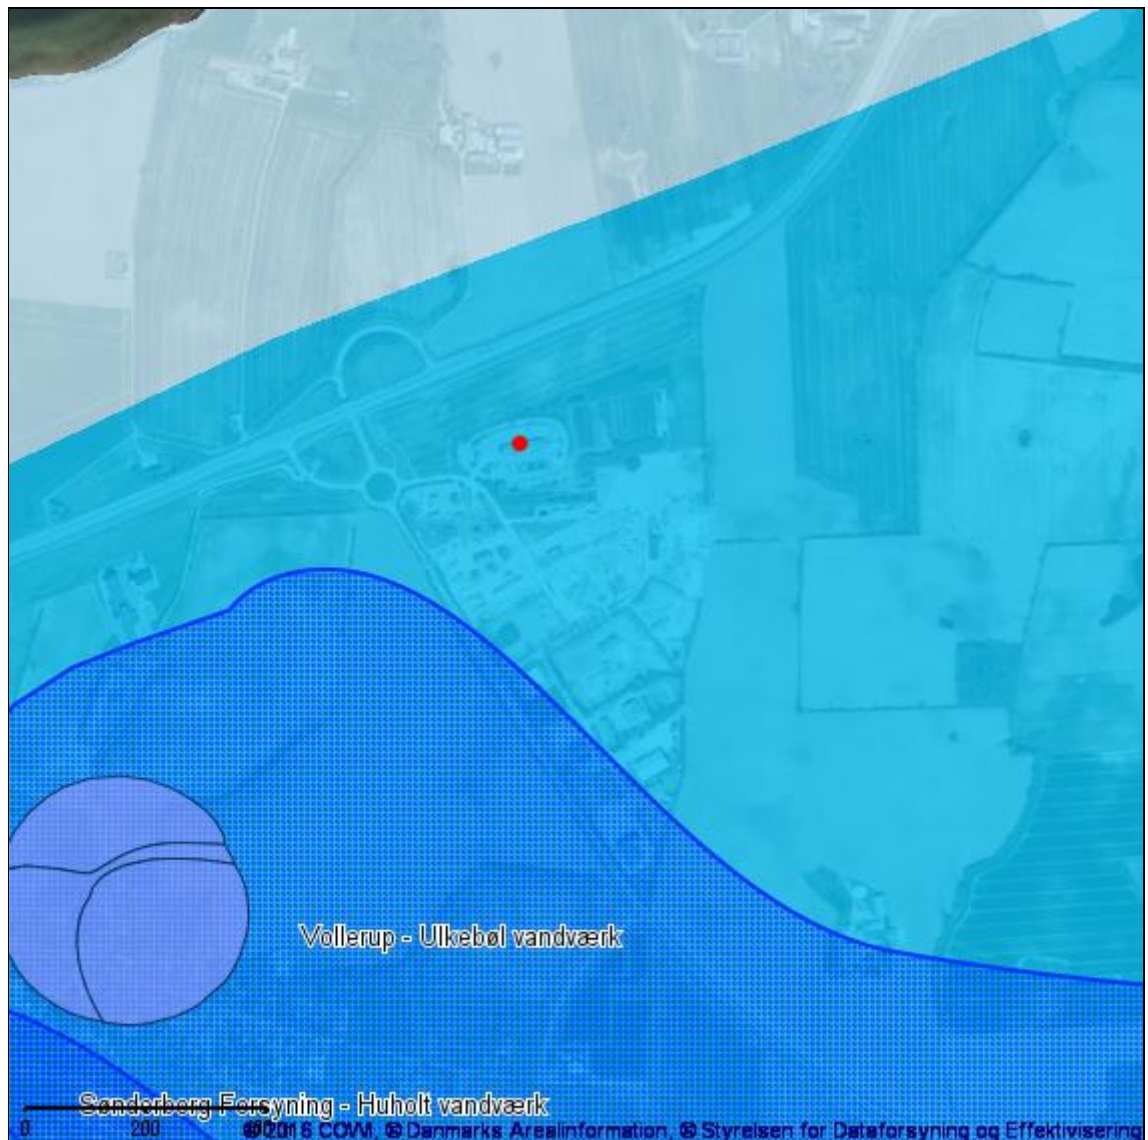 Vollerup - Ulkebøl vandværk
Sønderborg Forsyning - Huholt vandværk
0 200
©2016 COWI, © Danmarks Arealinformation, © Styrelsen for Dataforsyning og Effektivisering